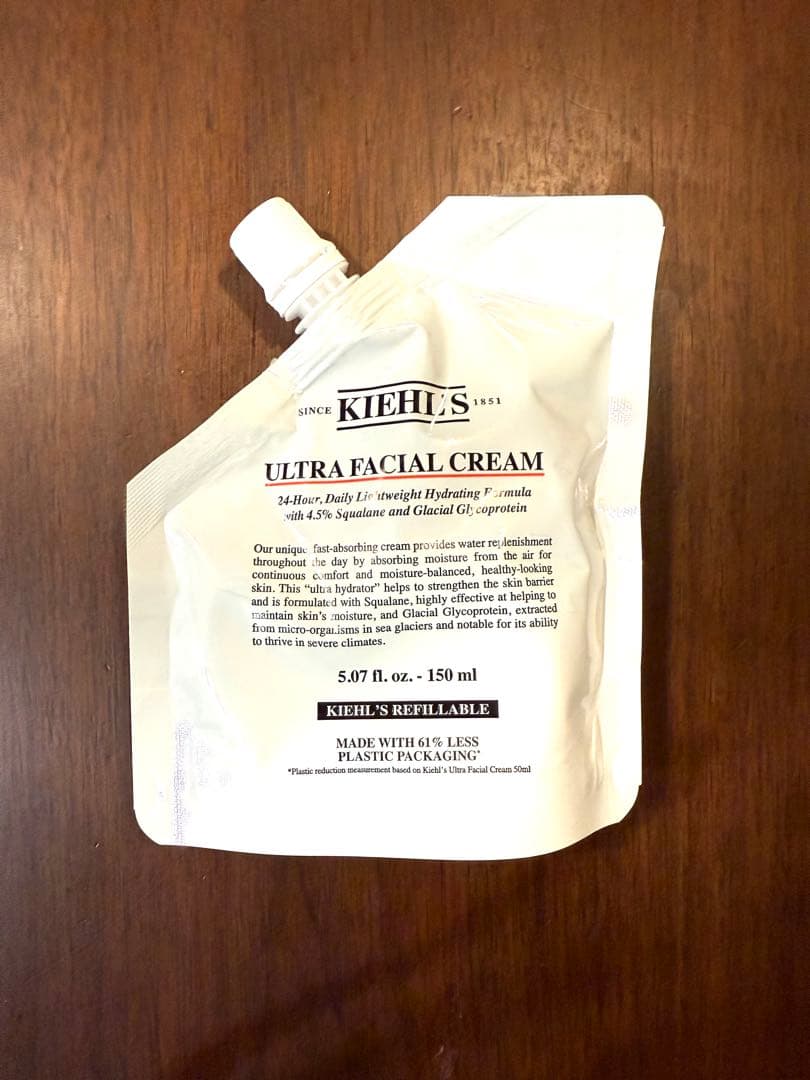 SINCE KIEHL'S 1851
ULTRA FACIAL CREAM
24-Hour, Daily Lightweight Hydrating Formula
with 4.5% Squalane and Glacial Glycoprotein
Our unique fast-absorbing cream provides water replenishment
throughout the day by absorbing moisture from the air for
continuous comfort and moisture-balanced, healthy-looking
skin. This "ultra hydrator" helps to strengthen the skin barrier
and is formulated with Squalane, highly effective at helping to
maintain skin's moisture, and Glacial Glycoprotein, extracted
from micro-organisms in sea glaciers and notable for its ability
to thrive in severe climates.
5.07 fl. oz. - 150 ml
KIEHL'S REFILLABLE
MADE WITH 61% LESS
PLASTIC PACKAGING*
*Plastic reduction measurement based on Kiehl's Ultra Facial Cream 50ml